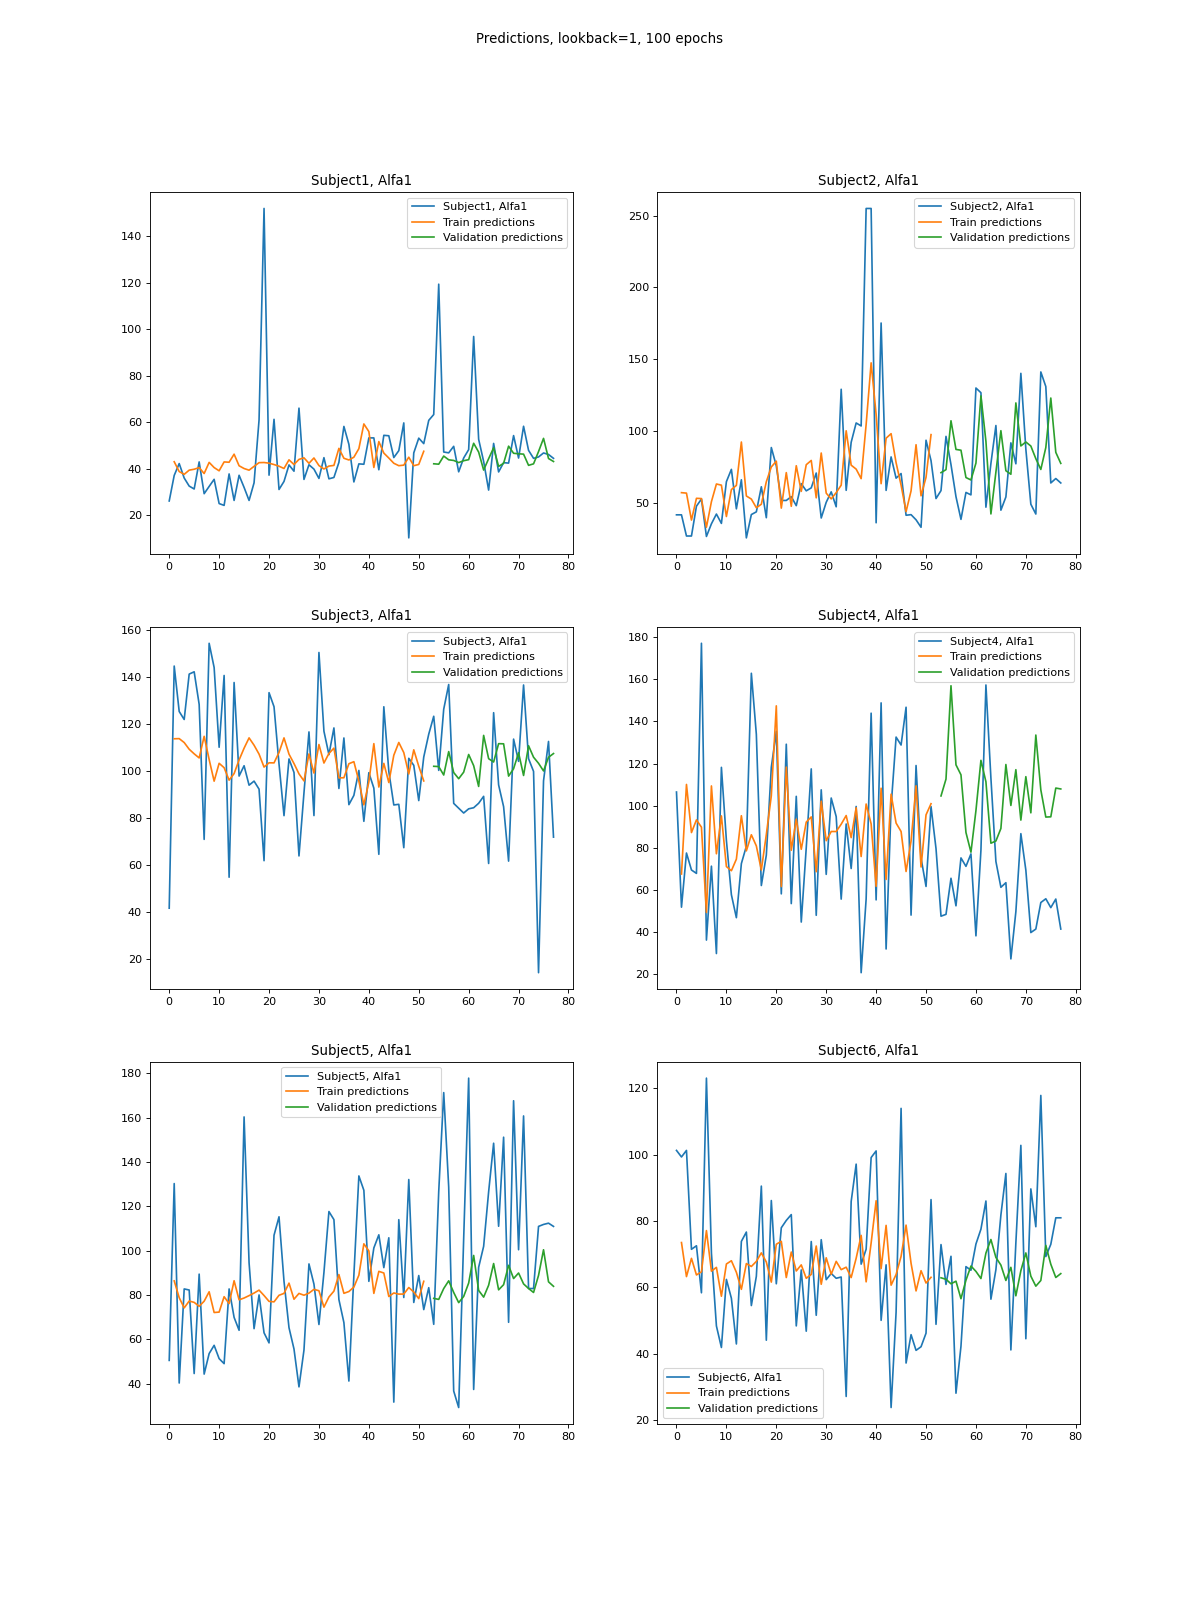 Predictions, lookback=1, 100 epochs
Subject1, Alfa1
Subject1, Alfa1
Train predictions
Validation predictions
140
120
100
80
60
40
20
0 10 20 30 40 50 60 70 80
Subject2, Alfa1
Subject2, Alfa1
Train predictions
Validation predictions
250
200
150
100
50
0 10 20 30 40 50 60 70 80
Subject3, Alfa1
Subject3, Alfa1
Train predictions
Validation predictions
160
140
120
100
80
60
40
20
0 10 20 30 40 50 60 70 80
Subject4, Alfa1
Subject4, Alfa1
Train predictions
Validation predictions
180
160
140
120
100
80
60
40
20
0 10 20 30 40 50 60 70 80
Subject5, Alfa1
Subject5, Alfa1
Train predictions
Validation predictions
180
160
140
120
100
80
60
40
0 10 20 30 40 50 60 70 80
Subject6, Alfa1
120
100
80
60
40
20
Subject6, Alfa1
Train predictions
Validation predictions
0 10 20 30 40 50 60 70 80